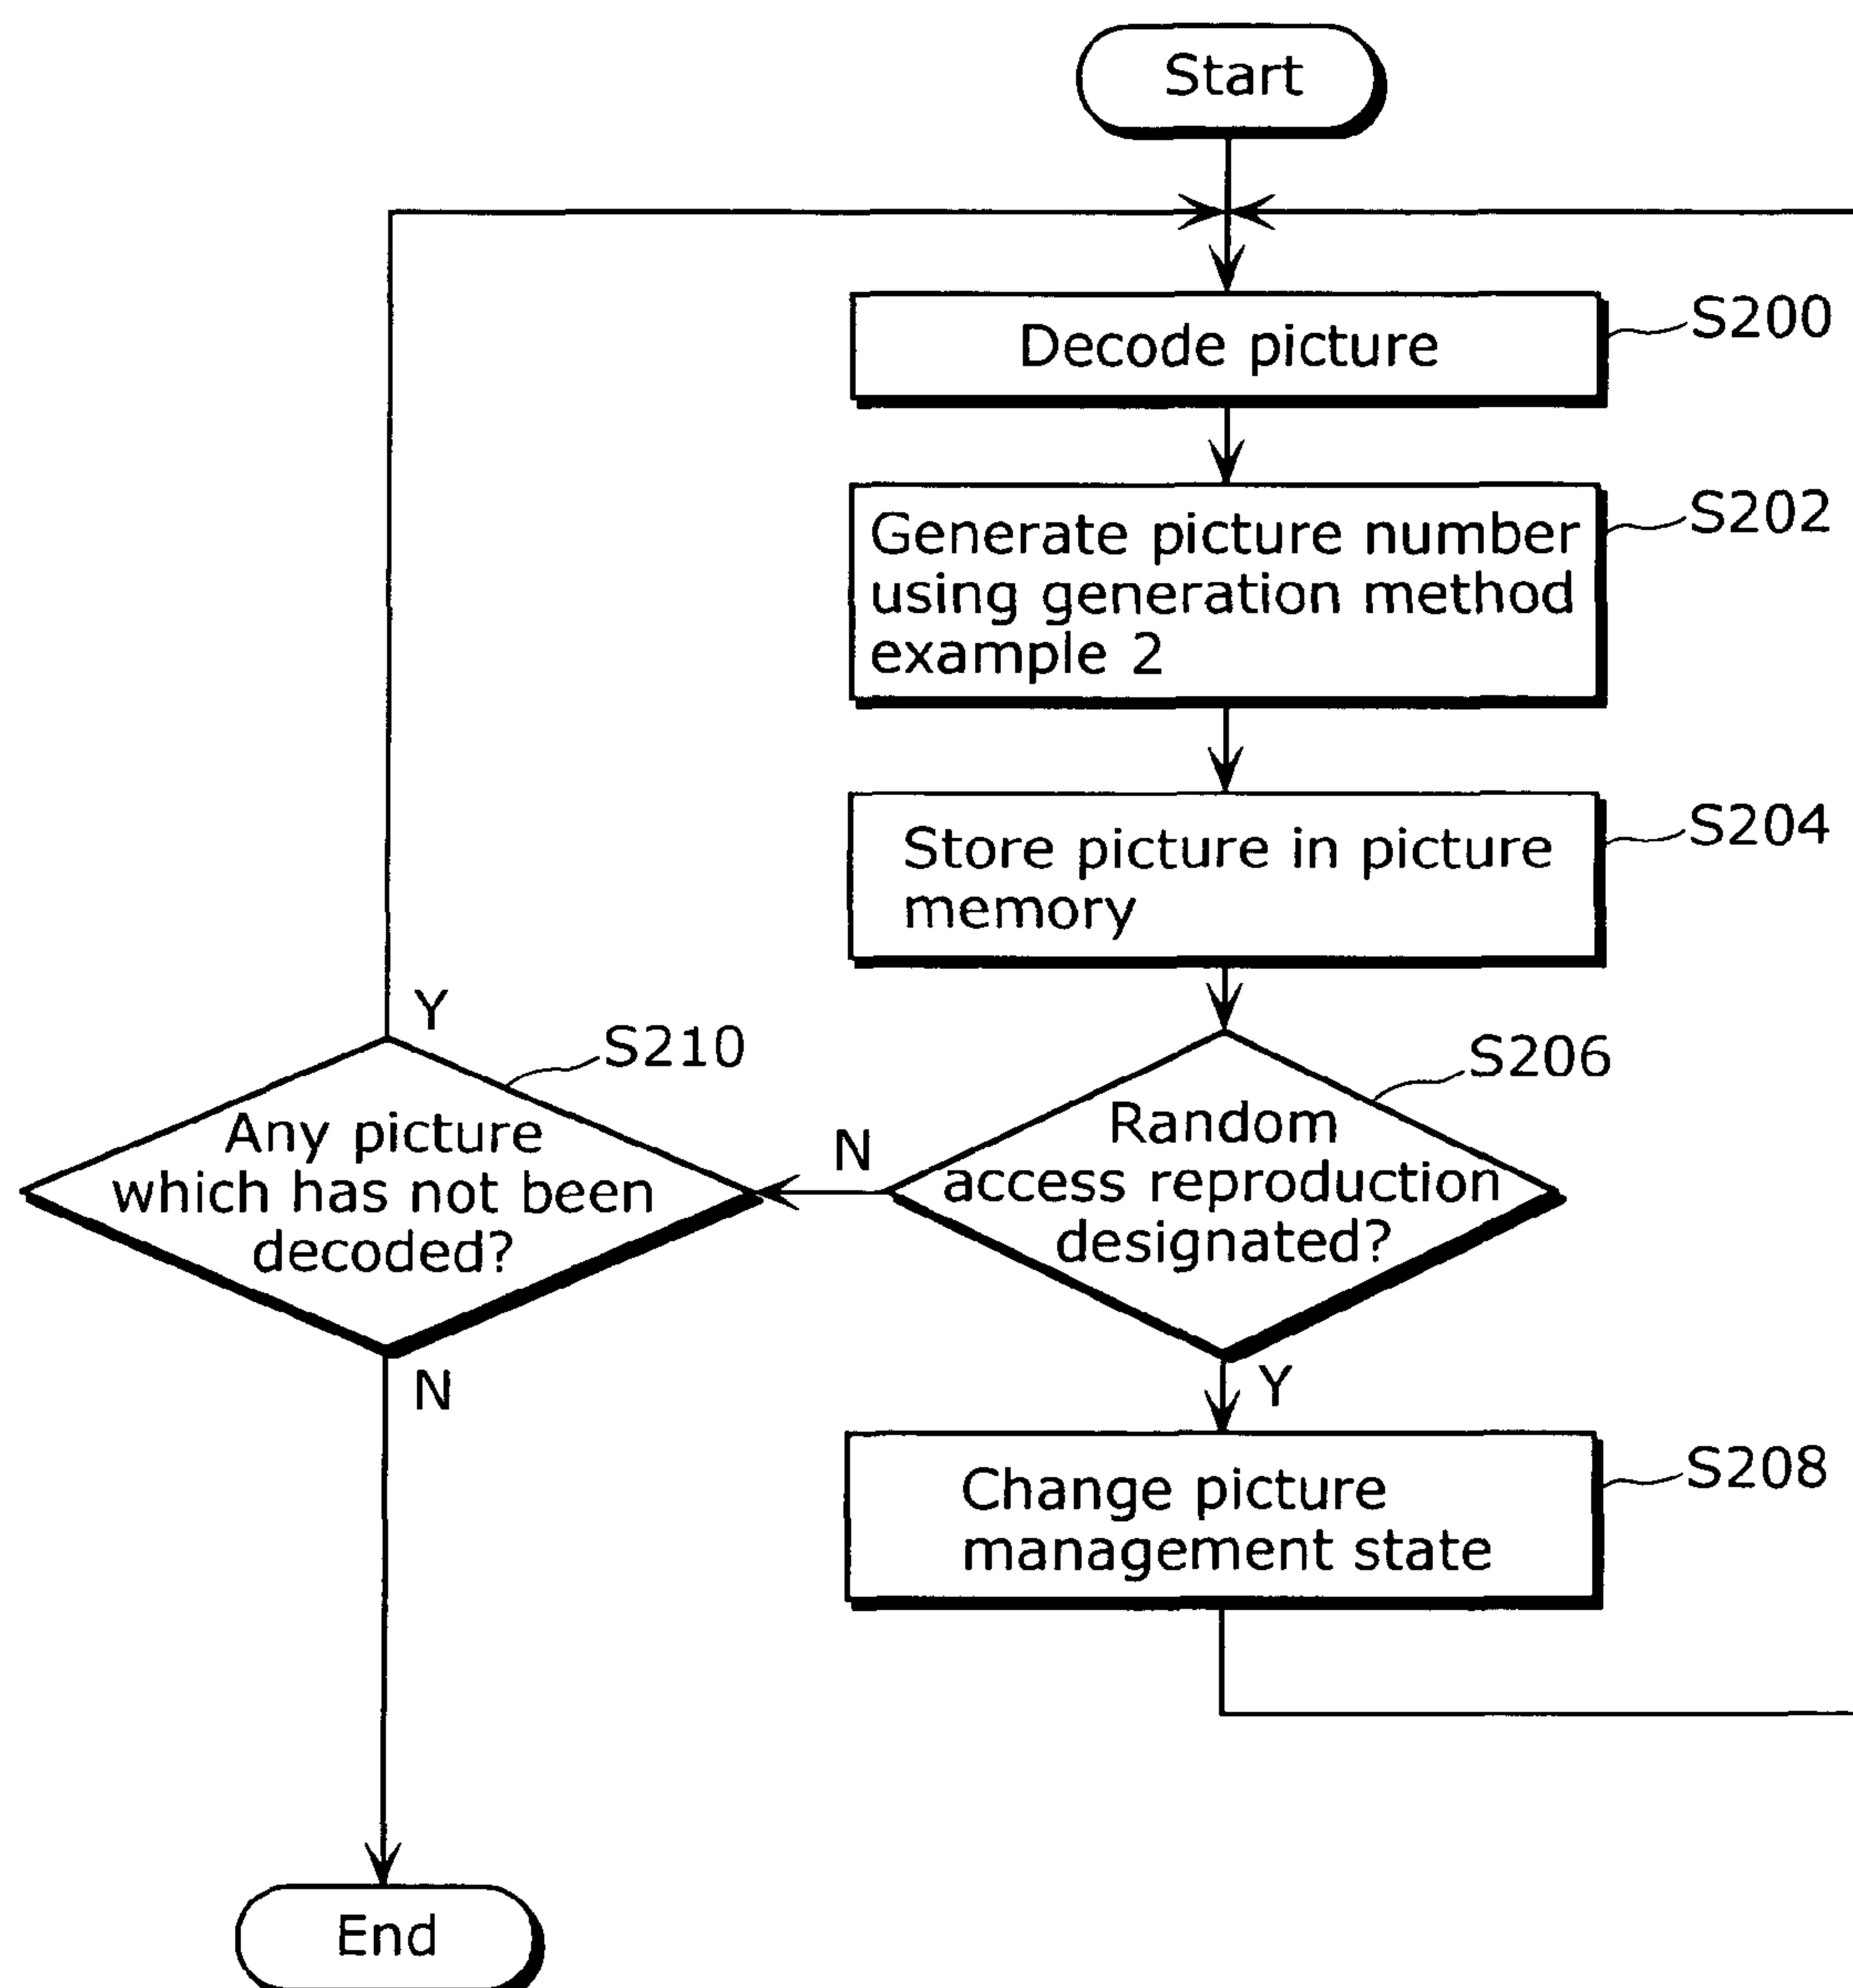 Start
Decode picture
S200
Generate picture number
using generation method
example 2
S202
Store picture in picture
memory
S204
Y
S210
Any picture
which has not been
decoded?
N
N
S206
Random
access reproduction
designated?
Y
Change picture
management state
S208
End